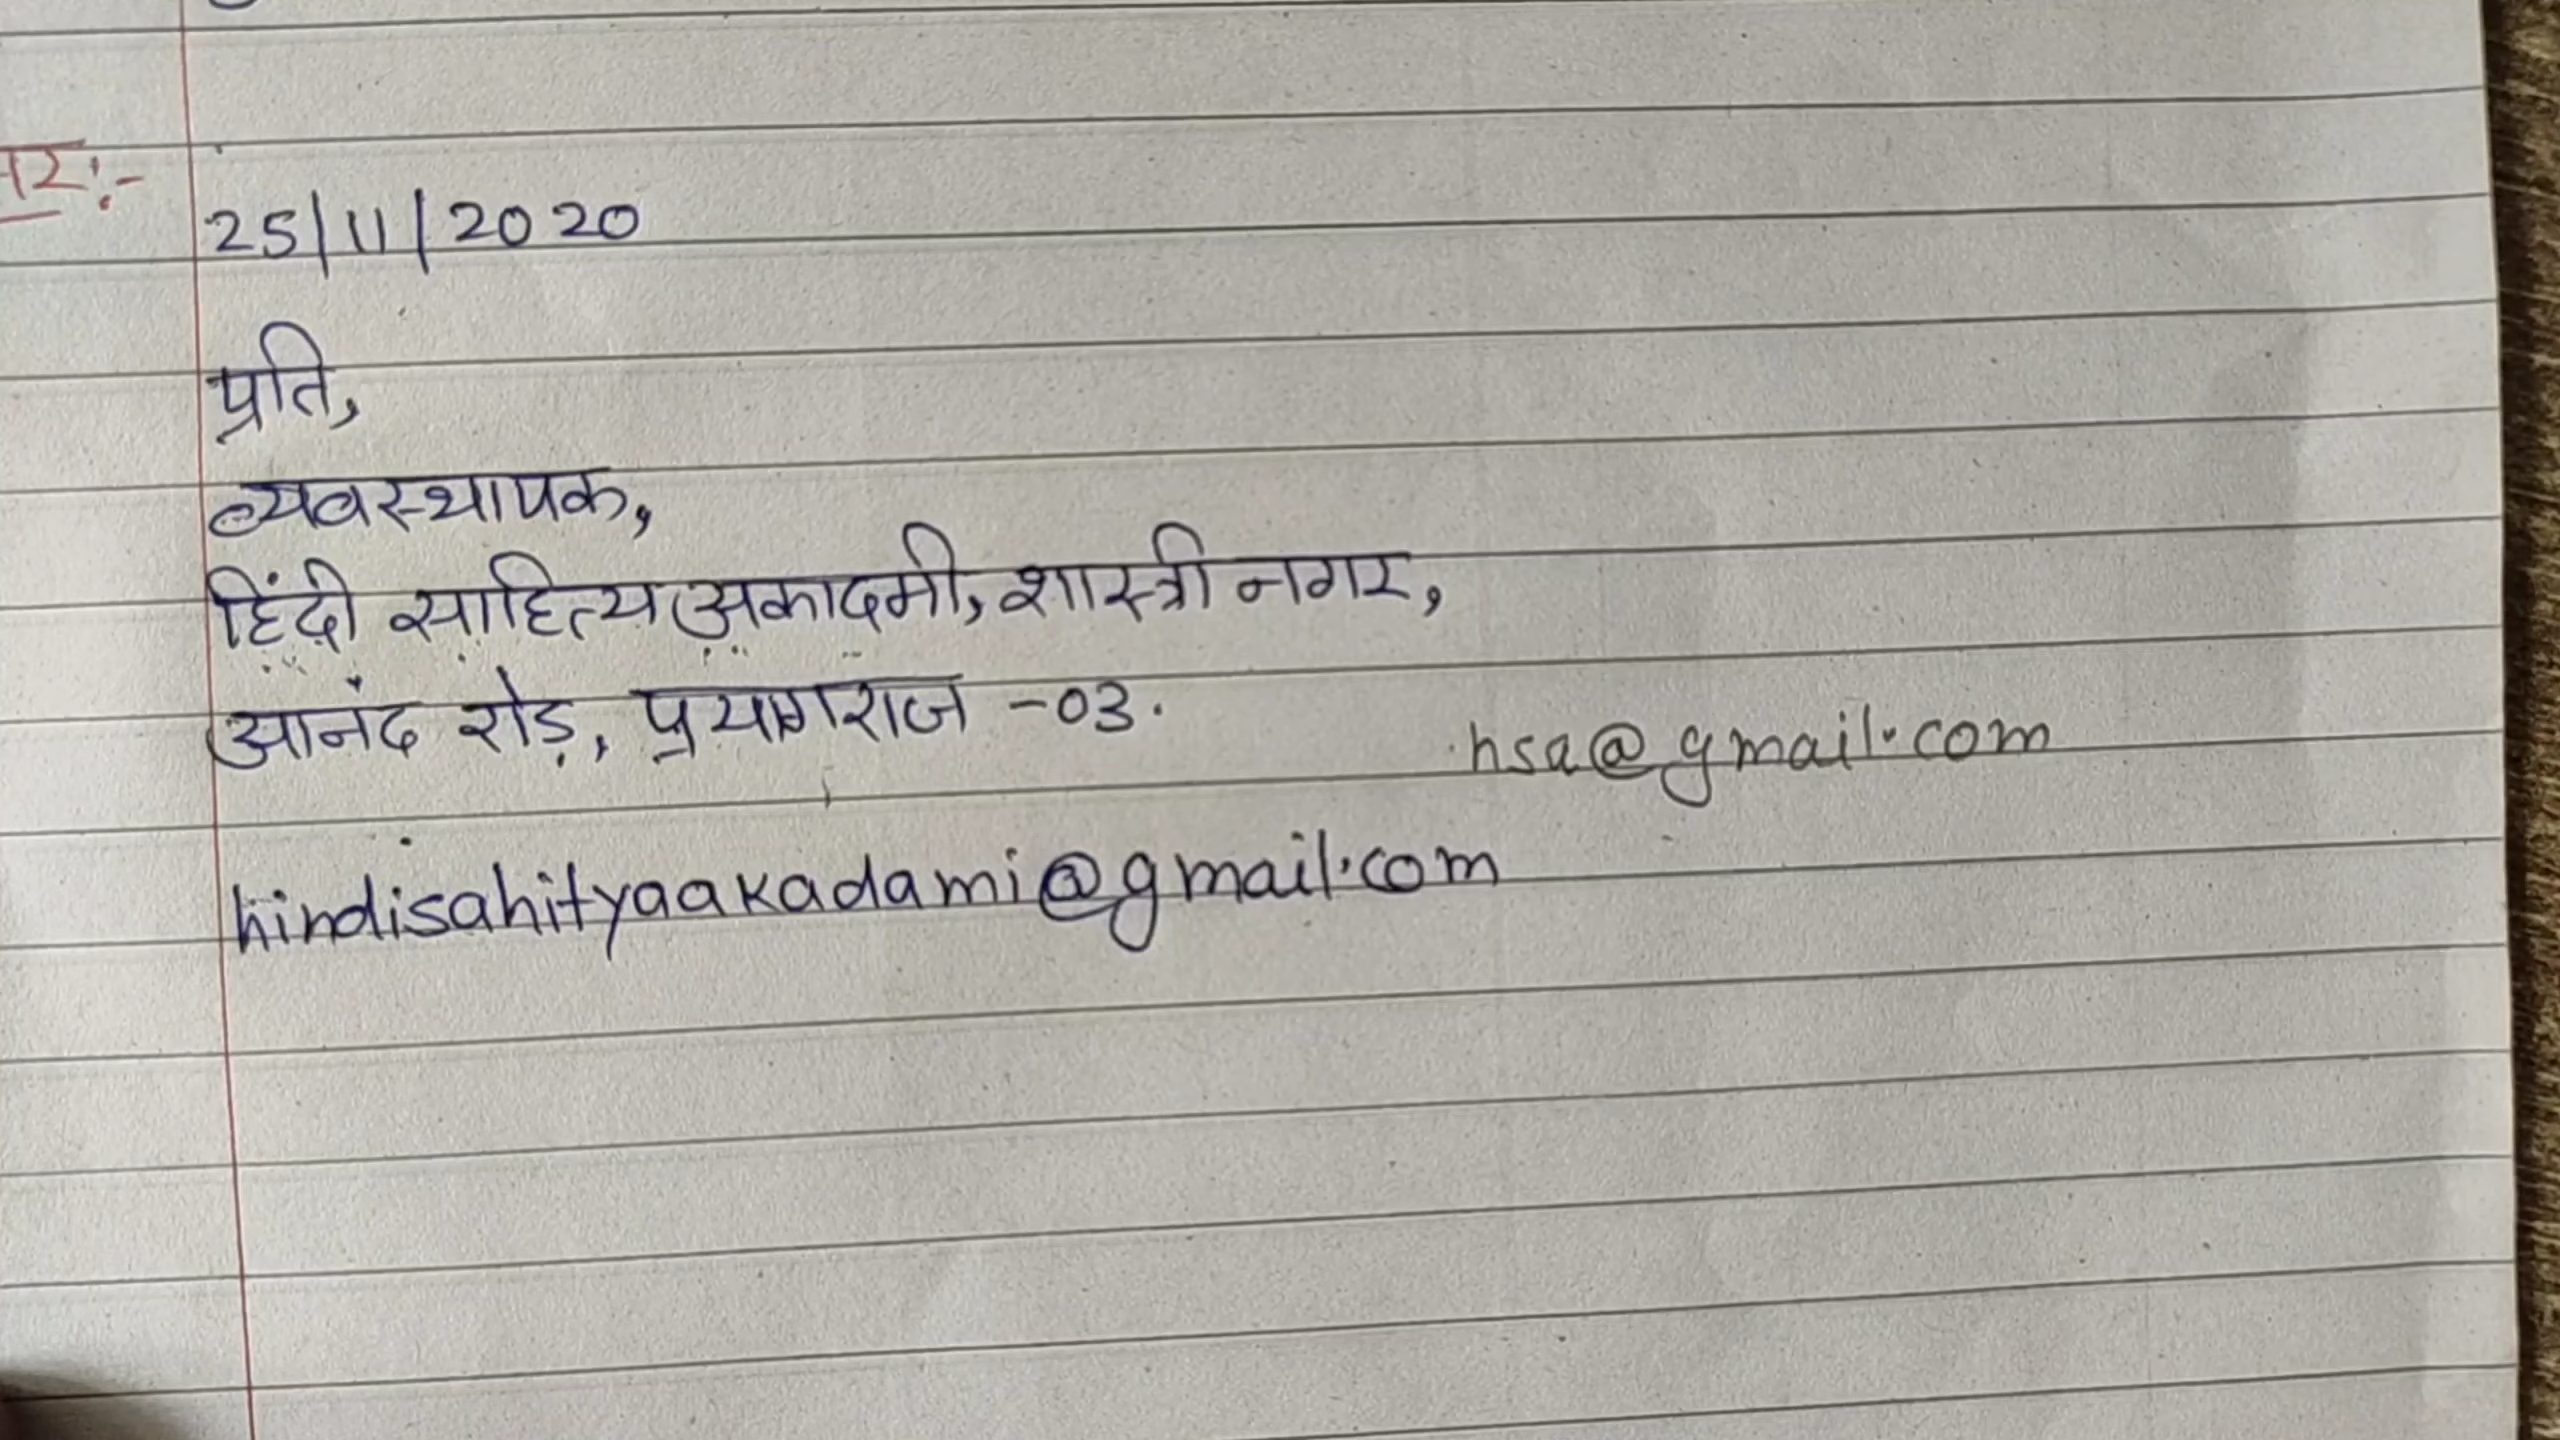 25/11/2020
प्रति,
व्यवस्थापक,
हिंदी साहित्य अकादमी, शास्त्री नगर,
आनंद रोड़, प्रयागराज -03.
hsa@gmail.com
hindisahityaakadami@gmail.com